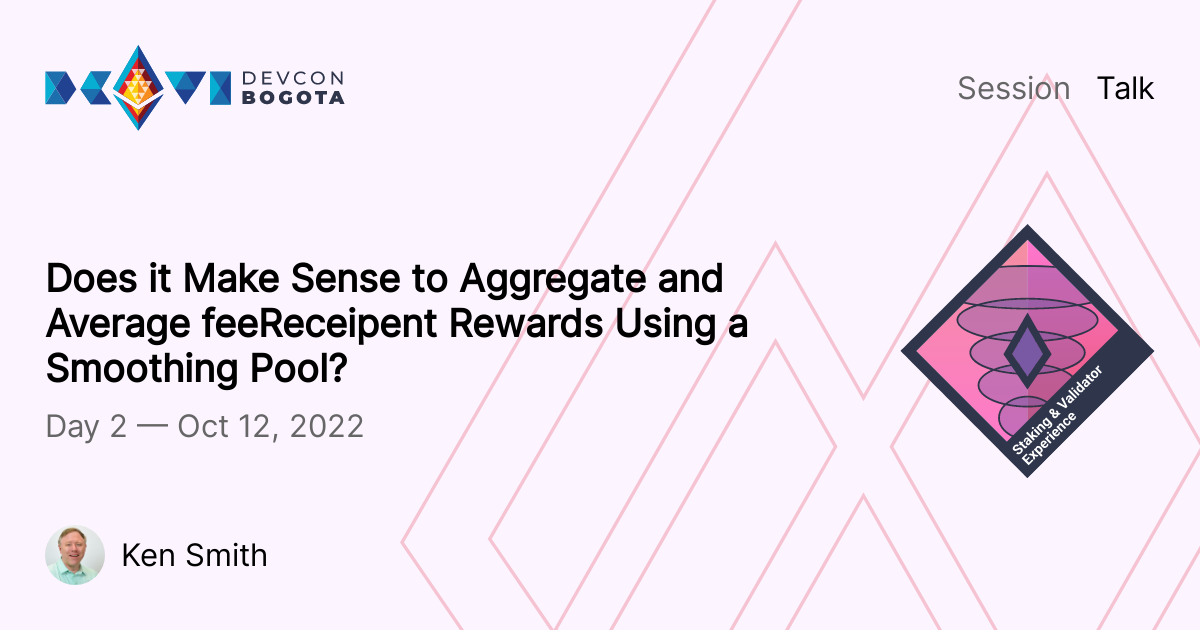 DEVCON
BOGOTA
Session Talk
Does it Make Sense to Aggregate and
Average feeReceipent Rewards Using a
Smoothing Pool?
Day 2 — Oct 12, 2022
Staking & Validator
Experience
Ken Smith